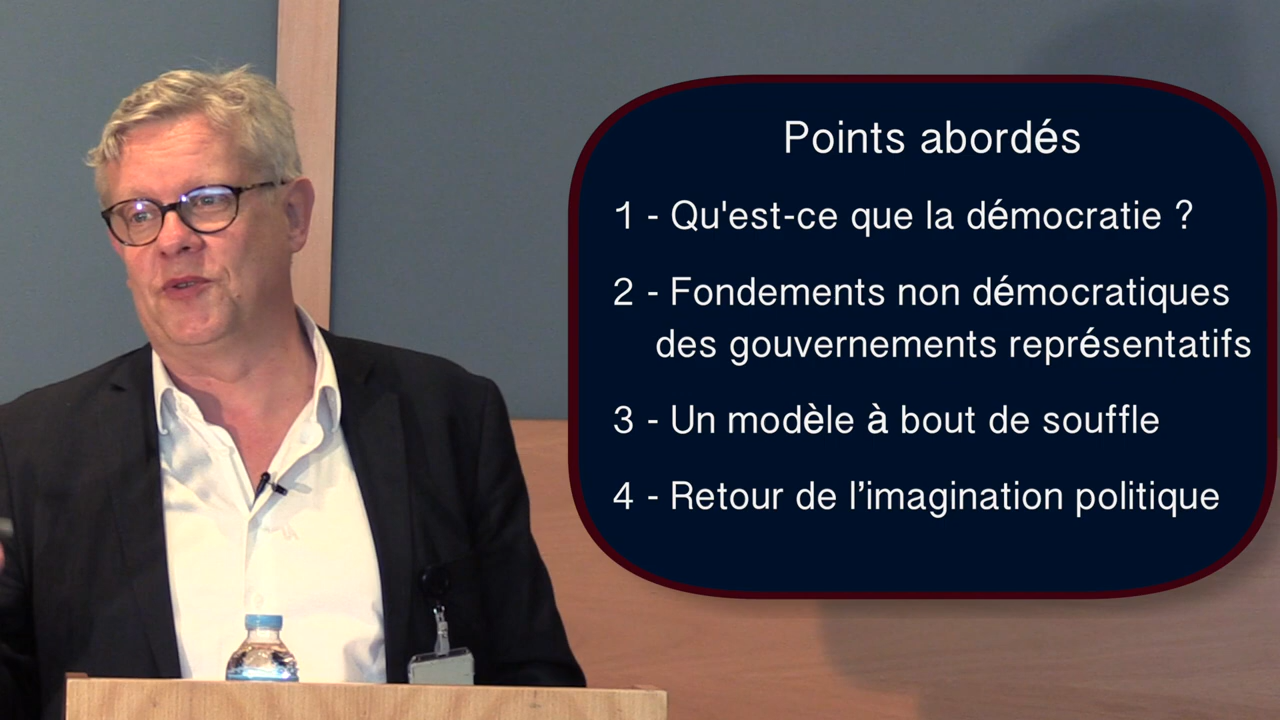 Points abordés
1 - Qu'est-ce que la démocratie ?
2 - Fondements non démocratiques
des gouvernements représentatifs
3 - Un modèle à bout de souffle
4 - Retour de l’imagination politique